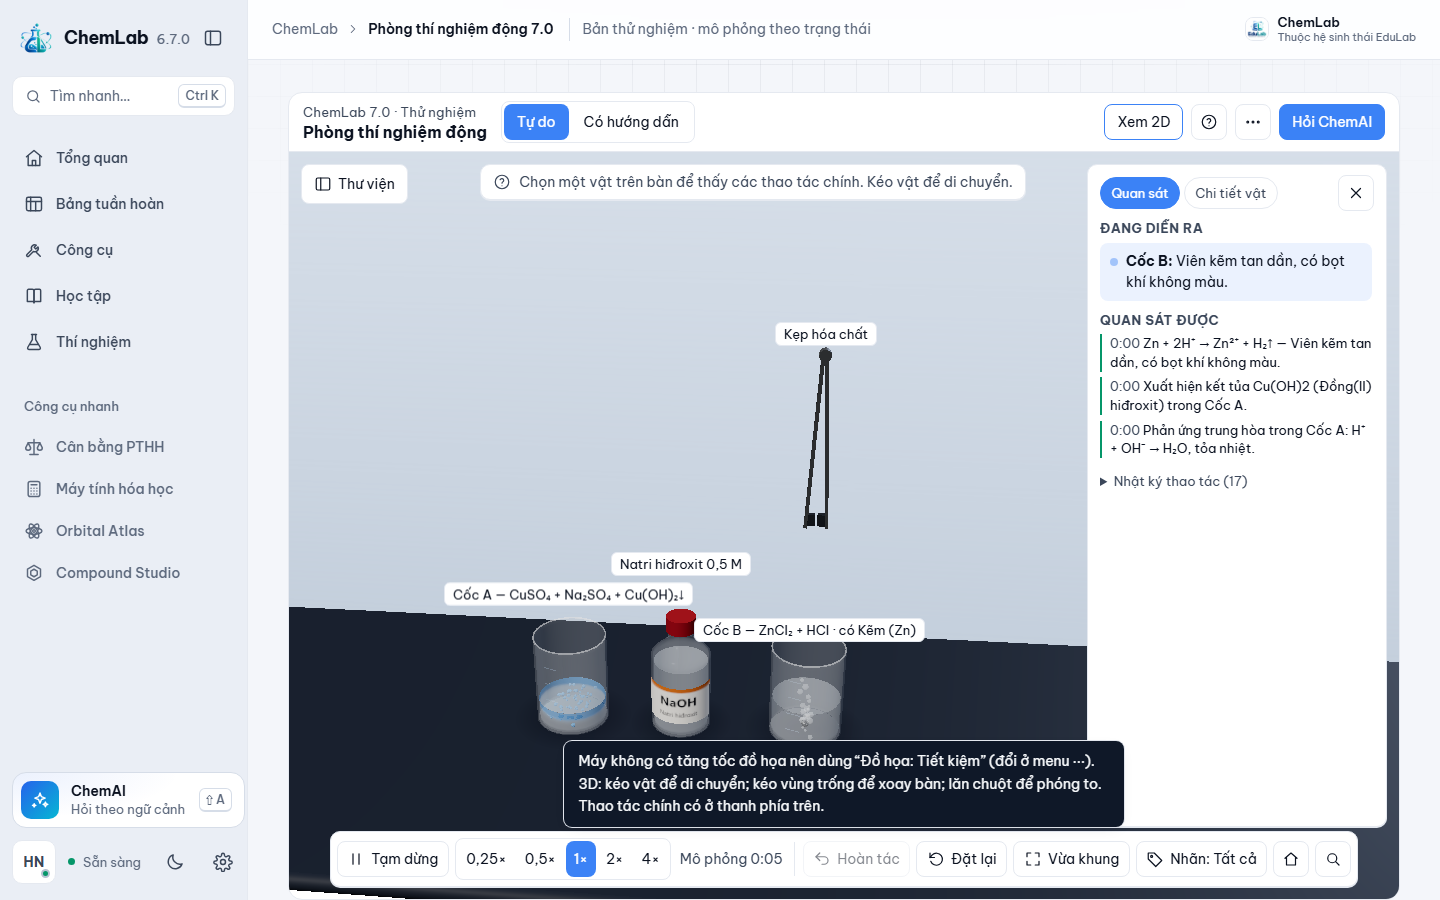 ChemLab 6.7.0
Tìm nhanh... Ctrl K
Tổng quan
Bảng tuần hoàn
Công cụ
Học tập
Thí nghiệm
Công cụ nhanh
Cân bằng PTHH
Máy tính hóa học
Orbital Atlas
Compound Studio
ChemAI
Hỏi theo ngữ cảnh
⇧ A
HN
Sẵn sàng
ChemLab > Phòng thí nghiệm động 7.0 Bản thử nghiệm · mô phỏng theo trạng thái
ChemLab
Thuộc hệ sinh thái EduLab
ChemLab 7.0 · Thử nghiệm
Phòng thí nghiệm động
Tự do Có hướng dẫn
Xem 2D
Hỏi ChemAI
Thư viện
Chọn một vật trên bàn để thấy các thao tác chính. Kéo vật để di chuyển.
Kẹp hóa chất
Natri hiđroxit 0,5 M
Cốc A — CuSO₄ + Na₂SO₄ + Cu(OH)₂↓
Cốc B — ZnCl₂ + HCl · có Kẽm (Zn)
NaOH
Natri hiđroxit
Quan sát Chi tiết vật
ĐANG DIỄN RA
Cốc B: Viên kẽm tan dần, có bọt
khí không màu.
QUAN SÁT ĐƯỢC
0:00 Zn + 2H⁺ → Zn²⁺ + H₂↑ — Viên kẽm tan
dần, có bọt khí không màu.
0:00 Xuất hiện kết tủa Cu(OH)2 (Đồng(II)
hiđroxit) trong Cốc A.
0:00 Phản ứng trung hòa trong Cốc A: H⁺
+ OH⁻ → H₂O, tỏa nhiệt.
Nhật ký thao tác (17)
Máy không có tăng tốc đồ họa nên dùng “Đồ họa: Tiết kiệm” (đổi ở menu ···).
3D: kéo vật để di chuyển; kéo vùng trống để xoay bàn; lăn chuột để phóng to.
Thao tác chính có ở thanh phía trên.
Tạm dừng 0,25× 0,5× 1× 2× 4× Mô phỏng 0:05 Hoàn tác Đặt lại Vừa khung Nhãn: Tất cả